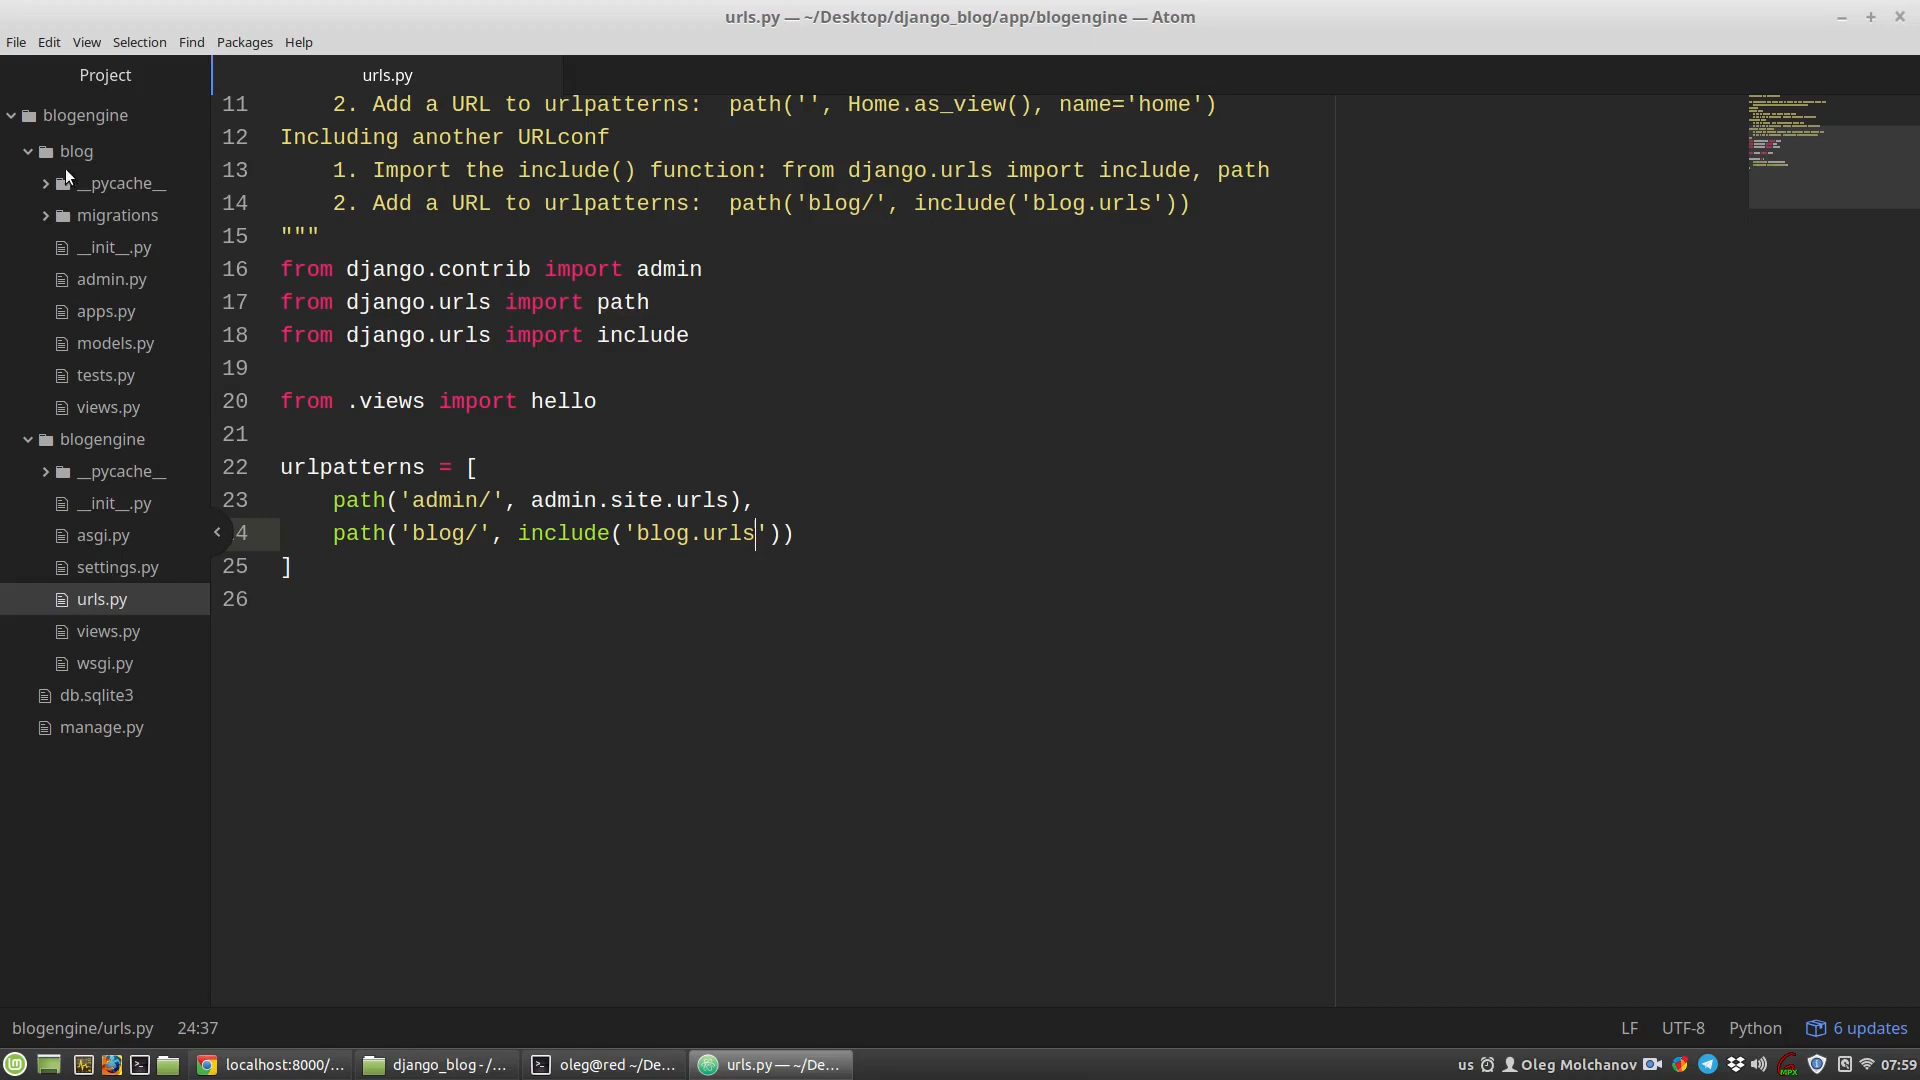 urls.py — ~/Desktop/django_blog/app/blogengine — Atom
File Edit View Selection Find Packages Help
Project
urls.py
blogengine
blog
__pycache__
migrations
__init__.py
admin.py
apps.py
models.py
tests.py
views.py
blogengine
__pycache__
__init__.py
asgi.py
settings.py
urls.py
views.py
wsgi.py
db.sqlite3
manage.py
11     2. Add a URL to urlpatterns:  path('', Home.as_view(), name='home')
12 Including another URLconf
13     1. Import the include() function: from django.urls import include, path
14     2. Add a URL to urlpatterns:  path('blog/', include('blog.urls'))
15 """
16 from django.contrib import admin
17 from django.urls import path
18 from django.urls import include
19
20 from .views import hello
21
22 urlpatterns = [
23     path('admin/', admin.site.urls),
24     path('blog/', include('blog.urls'))
25 ]
26
blogengine/urls.py 24:37
LF UTF-8 Python 6 updates
localhost:8000/... django_blog - /... oleg@red ~/De... urls.py — ~/De...
us Oleg Molchanov 07:59